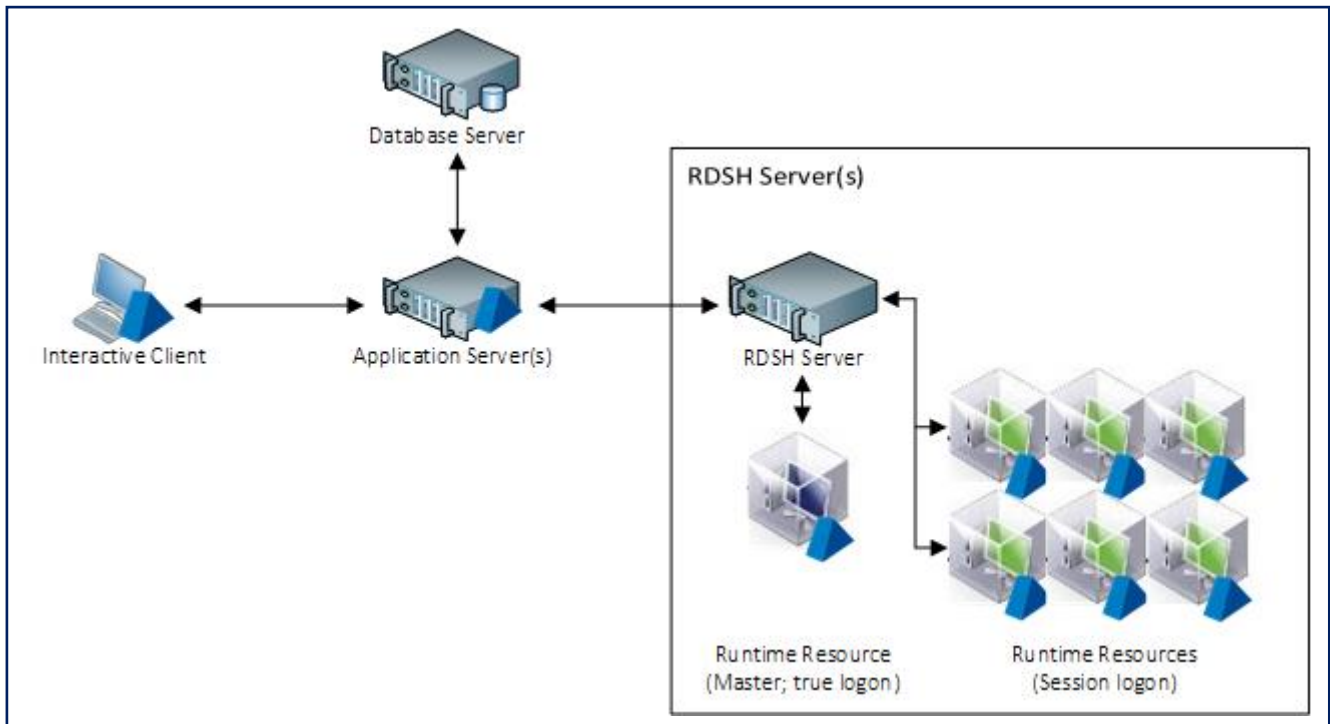 Database Server
RDSH Server(s)
Interactive Client
Application Server(s)
RDSH Server
Runtime Resource
(Master; true logon)
Runtime Resources
(Session logon)